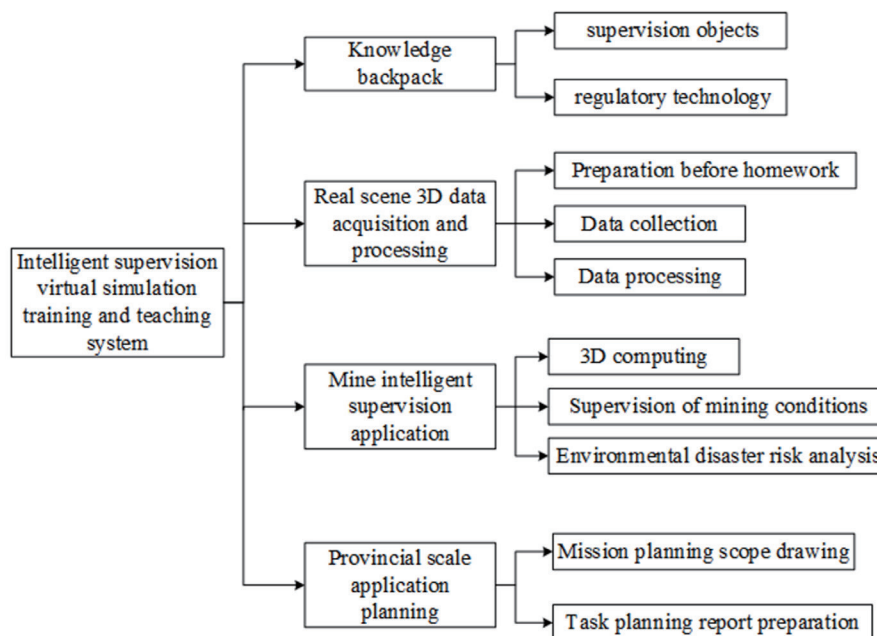 Intelligent supervision
virtual simulation
training and teaching
system
Knowledge
backpack
supervision objects
regulatory technology
Real scene 3D data
acquisition and
processing
Preparation before homework
Data collection
Data processing
Mine intelligent
supervision
application
3D computing
Supervision of mining conditions
Environmental disaster risk analysis
Provincial scale
application
planning
Mission planning scope drawing
Task planning report preparation